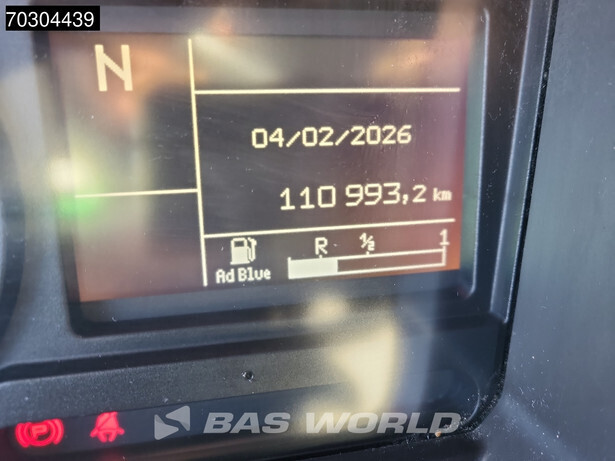 70304439
N
04/02/2026
110 993,2 km
R ½ 1
Ad Blue
P
BAS WORLD